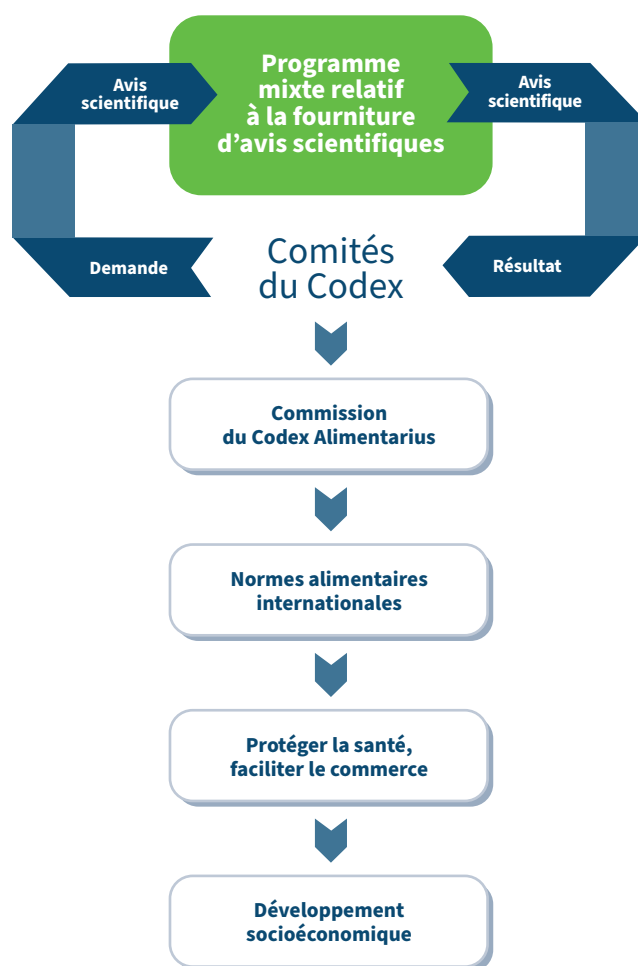 Avis
scientifique
Programme
mixte relatif
à la fourniture
d’avis scientifiques
Avis
scientifique
Demande
Comités
du Codex
Résultat
Commission
du Codex Alimentarius
Normes alimentaires
internationales
Protéger la santé,
faciliter le commerce
Développement
socioéconomique